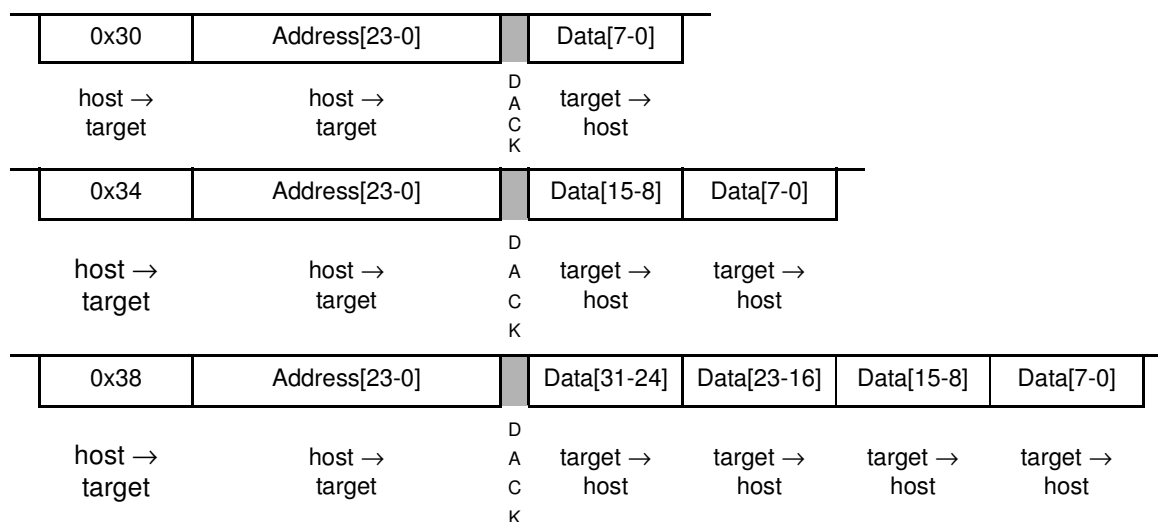 0x30 Address[23-0] Data[7-0]
host → host → D A C K target →
target target host
0x34 Address[23-0] Data[15-8] Data[7-0]
host → host → D A C K target → target →
target target host host
0x38 Address[23-0] Data[31-24] Data[23-16] Data[15-8] Data[7-0]
host → host → D A C K target → target → target → target →
target target host host host host